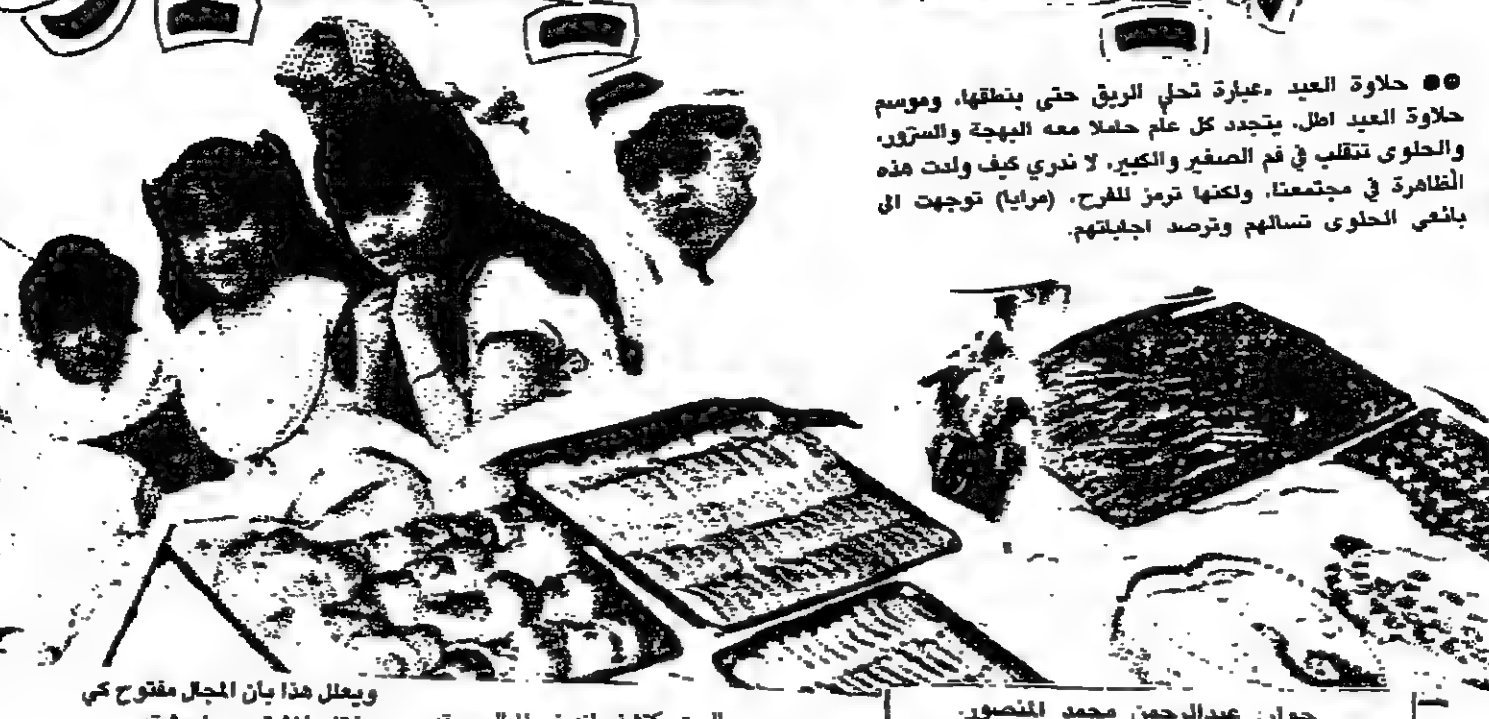 ●● حلاوة العيد .عبارة تحلي الريق حتى بنطقها. وموسم
حلاوة العيد اطل. يتجدد كل عام حاملا معه البهجة والسرور.
والحلوى تتقلب في فم الصغير والكبير. لا ندري كيف ولدت هذه
الظاهرة في مجتمعنا. ولكنها ترمز للفرح. (مرايا) توجهت الى
بائعي الحلوى تسالهم وترصد اجاباتهم.
حوار: عبدالرحمن محمد المنصور.
ويعلل هذا بأن المجال مفتوح كي